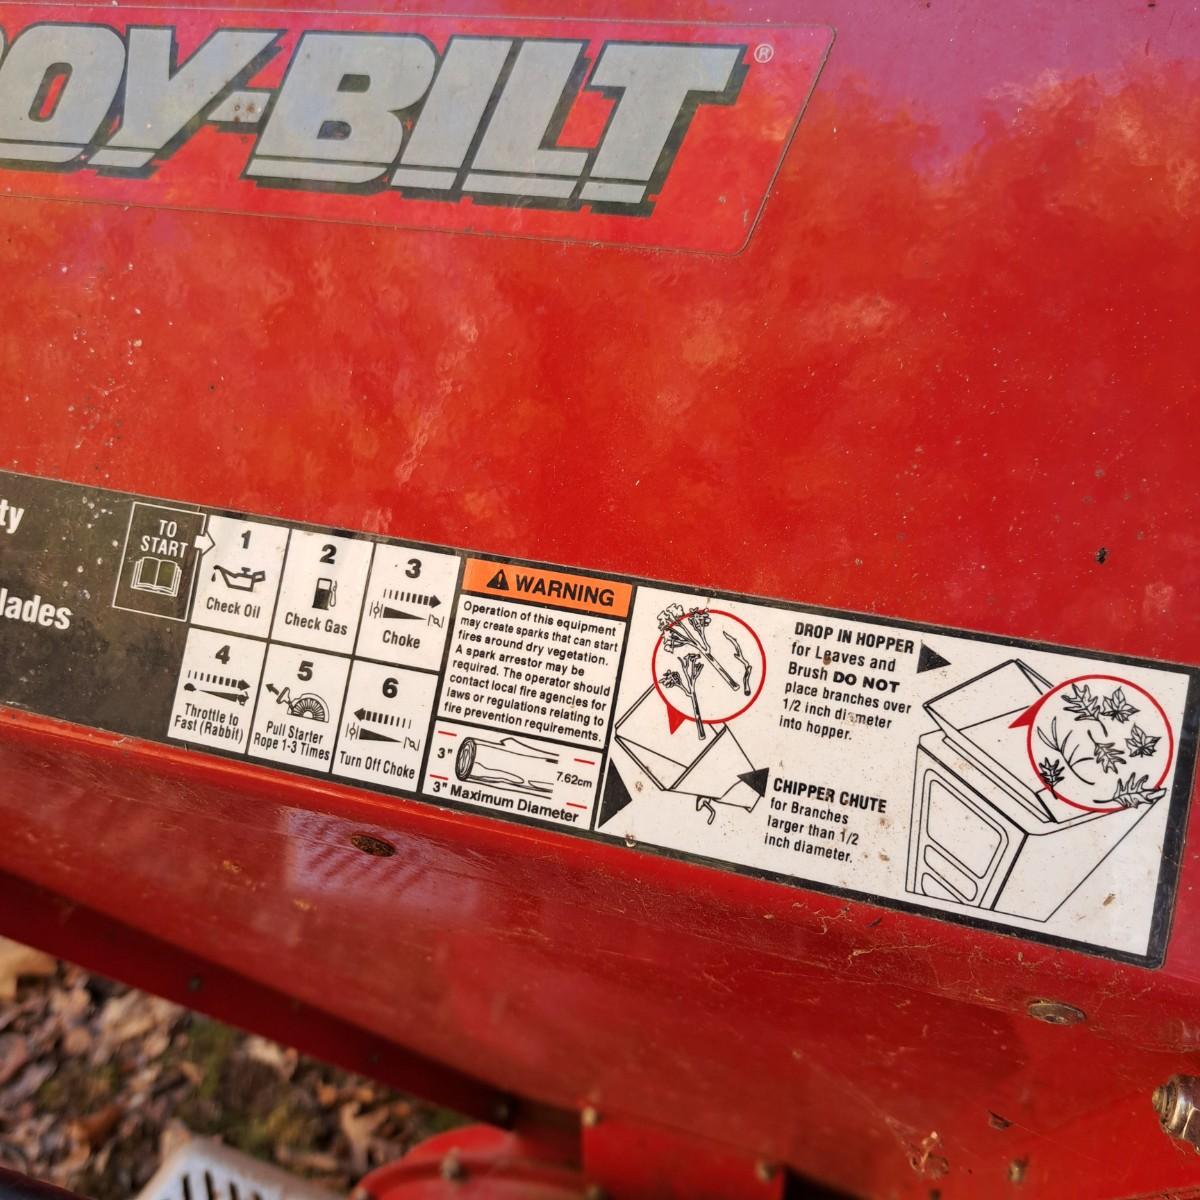 OY-BILT®
ty
lades
TO
START
1
Check Oil
2
Check Gas
3
Choke
4
Throttle to
Fast (Rabbit)
5
Pull Starter
Rope 1-3 Times
6
Turn Off Choke
WARNING
Operation of this equipment
may create sparks that can start
fires around dry vegetation.
A spark arrestor may be
required. The operator should
contact local fire agencies for
laws or regulations relating to
fire prevention requirements.
3"
7.62cm
3" Maximum Diameter
DROP IN HOPPER
for Leaves and
Brush DO NOT
place branches over
1/2 inch diameter
into hopper.
CHIPPER CHUTE
for Branches
larger than 1/2
inch diameter.